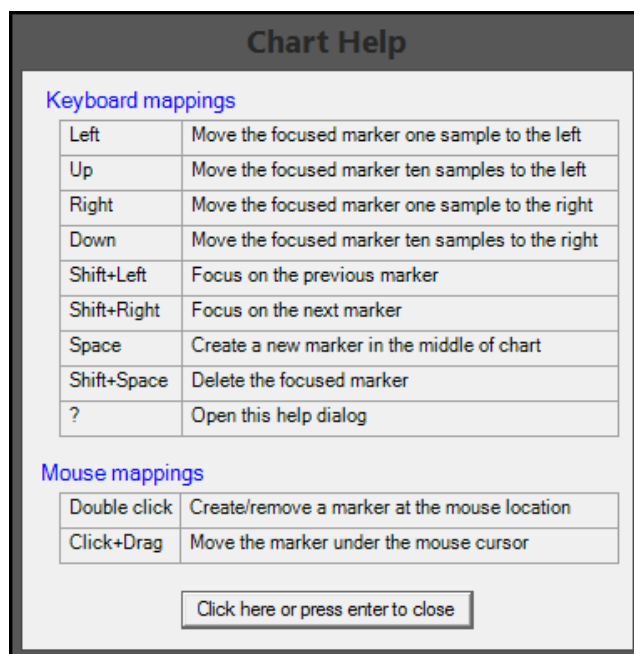 Chart Help
Keyboard mappings
Left Move the focused marker one sample to the left
Up Move the focused marker ten samples to the left
Right Move the focused marker one sample to the right
Down Move the focused marker ten samples to the right
Shift+Left Focus on the previous marker
Shift+Right Focus on the next marker
Space Create a new marker in the middle of chart
Shift+Space Delete the focused marker
? Open this help dialog
Mouse mappings
Double click Create/remove a marker at the mouse location
Click+Drag Move the marker under the mouse cursor
Click here or press enter to close